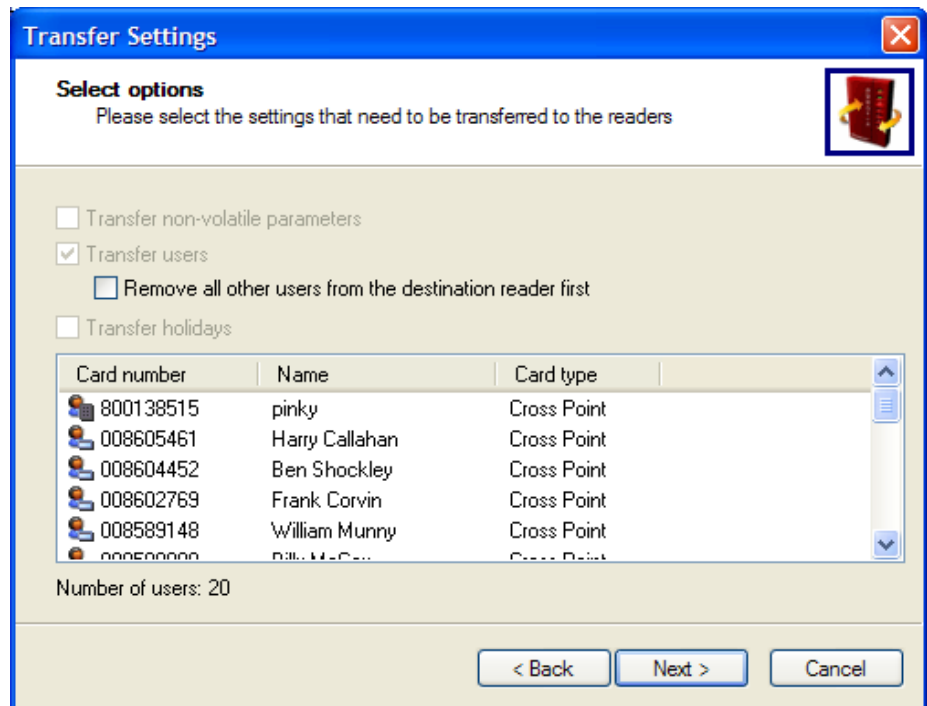 Transfer Settings
Select options
Please select the settings that need to be transferred to the readers
Transfer non-volatile parameters
Transfer users
Remove all other users from the destination reader first
Transfer holidays
Card number Name Card type
800138515 pinky Cross Point
008605461 Harry Callahan Cross Point
008604452 Ben Shockley Cross Point
008602769 Frank Corvin Cross Point
008589148 William Munny Cross Point
Cross Point
Number of users: 20
< Back Next > Cancel